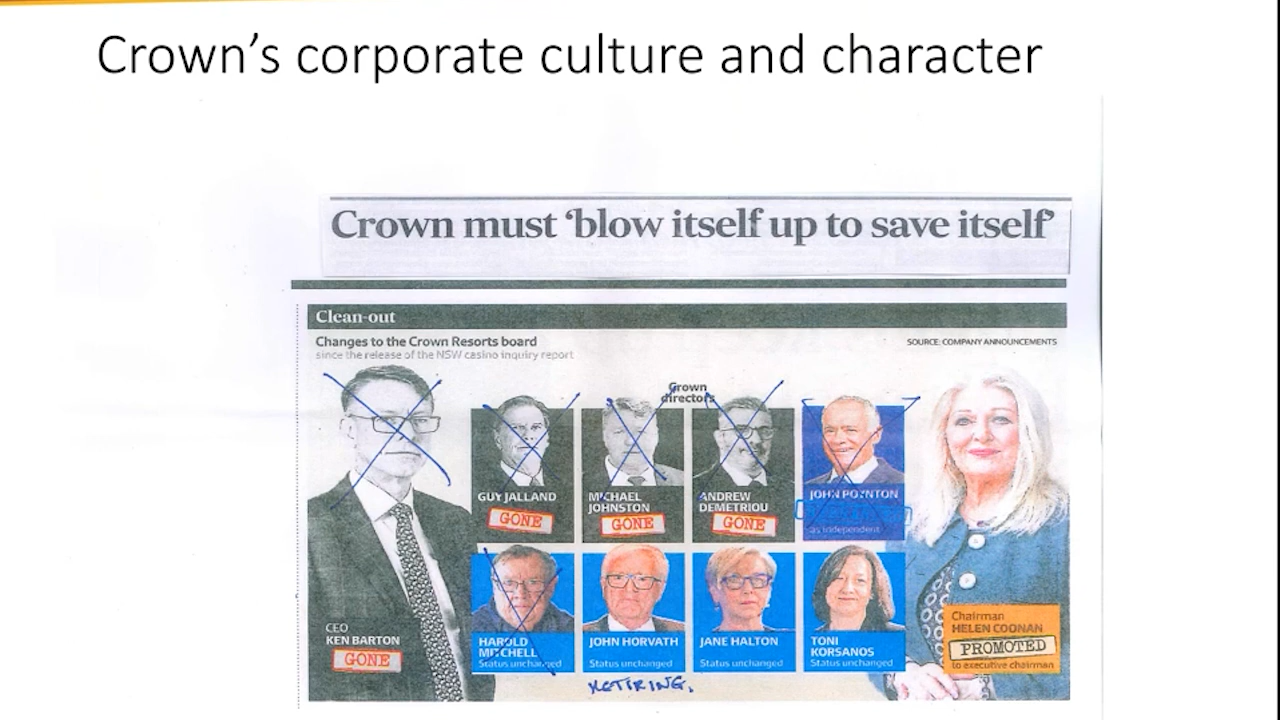 Crown's corporate culture and character
Crown must 'blow itself up to save itself'
Clean-out
Changes to the Crown Resorts board
since the release of the NSW casino inquiry report
SOURCE: COMPANY ANNOUNCEMENTS
Crown
directors
GUY JALLAND
GONE
MICHAEL
JOHNSTON
GONE
ANDREW
DEMETRIOU
GONE
JOHN POYNTON
as independent
CEO
KEN BARTON
GONE
HAROLD
MITCHELL
Status unchanged
JOHN HORVATH
Status unchanged
JANE HALTON
Status unchanged
TONI
KORSANOS
Status unchanged
Chairman
HELEN COONAN
PROMOTED
to executive chairman
RETIRING.